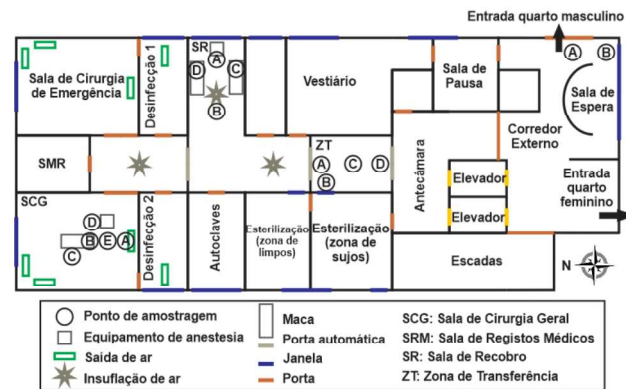 Entrada quarto masculino
A B
SR
A
D C
B
Desinfecção 1
Sala de Cirurgia
de Emergência
Vestiário
Sala de
Pausa
Sala de
Espera
Corredor
Externo
SMR
ZT
A C D
B
Antecámara
Elevador
Elevador
Entrada
quarto
feminino
SCG
D
B E A
C
Desinfecção 2
Autoclaves
Esterilização
(zona de
limpos)
Esterilização
(zona de
sujos)
Escadas
N
Ponto de amostragem
Equipamento de anestesia
Saida de ar
Insuflação de ar
Maca
Porta automática
Janela
Porta
SCG: Sala de Cirurgia Geral
SRM: Sala de Registos Médicos
SR: Sala de Recobro
ZT: Zona de Transferência